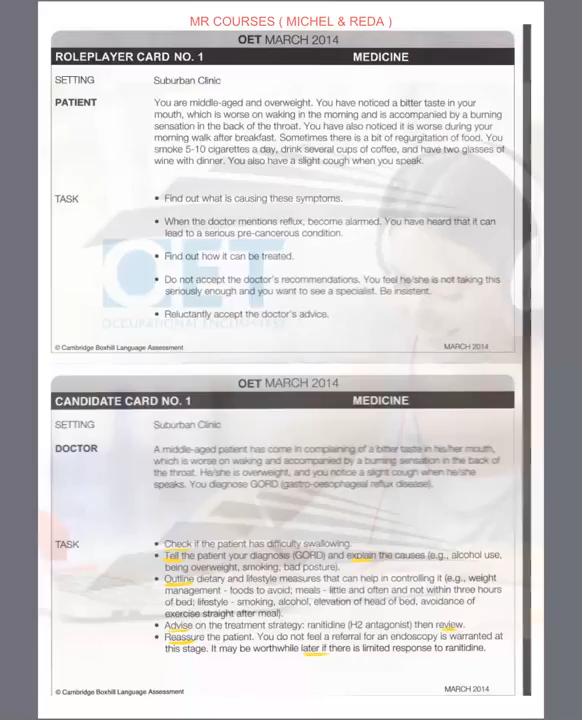 MR COURSES ( MICHEL & REDA )
OET MARCH 2014
ROLEPLAYER CARD NO. 1 MEDICINE
SETTING Suburban Clinic
PATIENT You are middle-aged and overweight. You have noticed a bitter taste in your
mouth, which is worse on waking in the morning and is accompanied by a burning
sensation in the back of the throat. You have also noticed it is worse during your
morning walk after breakfast. Sometimes there is a bit of regurgitation of food. You
smoke 5-10 cigarettes a day, drink several cups of coffee, and have two glasses of
wine with dinner. You also have a slight cough when you speak.
TASK • Find out what is causing these symptoms.
• When the doctor mentions reflux, become alarmed. You have heard that it can
lead to a serious pre-cancerous condition.
• Find out how it can be treated.
• Do not accept the doctor's recommendations. You feel he/she is not taking this
seriously enough and you want to see a specialist. Be insistent.
• Reluctantly accept the doctor's advice.
OET
OCCUPATIONAL ENGLISH TEST
© Cambridge Boxhill Language Assessment MARCH 2014
OET MARCH 2014
CANDIDATE CARD NO. 1 MEDICINE
SETTING Suburban Clinic
DOCTOR A middle-aged patient has come in complaining of a bitter taste in his/her mouth,
which is worse on waking and accompanied by a burning sensation in the back of
the throat. He/she is overweight, and you notice a slight cough when he/she
speaks. You diagnose GORD (gastro-oesophageal reflux disease).
TASK • Check if the patient has difficulty swallowing.
• Tell the patient your diagnosis (GORD) and explain the causes (e.g., alcohol use,
being overweight, smoking, bad posture).
• Outline dietary and lifestyle measures that can help in controlling it (e.g., weight
management - foods to avoid; meals - little and often and not within three hours
of bed; lifestyle - smoking, alcohol, elevation of head of bed, avoidance of
exercise straight after meal).
• Advise on the treatment strategy: ranitidine (H2 antagonist) then review.
• Reassure the patient. You do not feel a referral for an endoscopy is warranted at
this stage. It may be worthwhile later if there is limited response to ranitidine.
© Cambridge Boxhill Language Assessment MARCH 2014